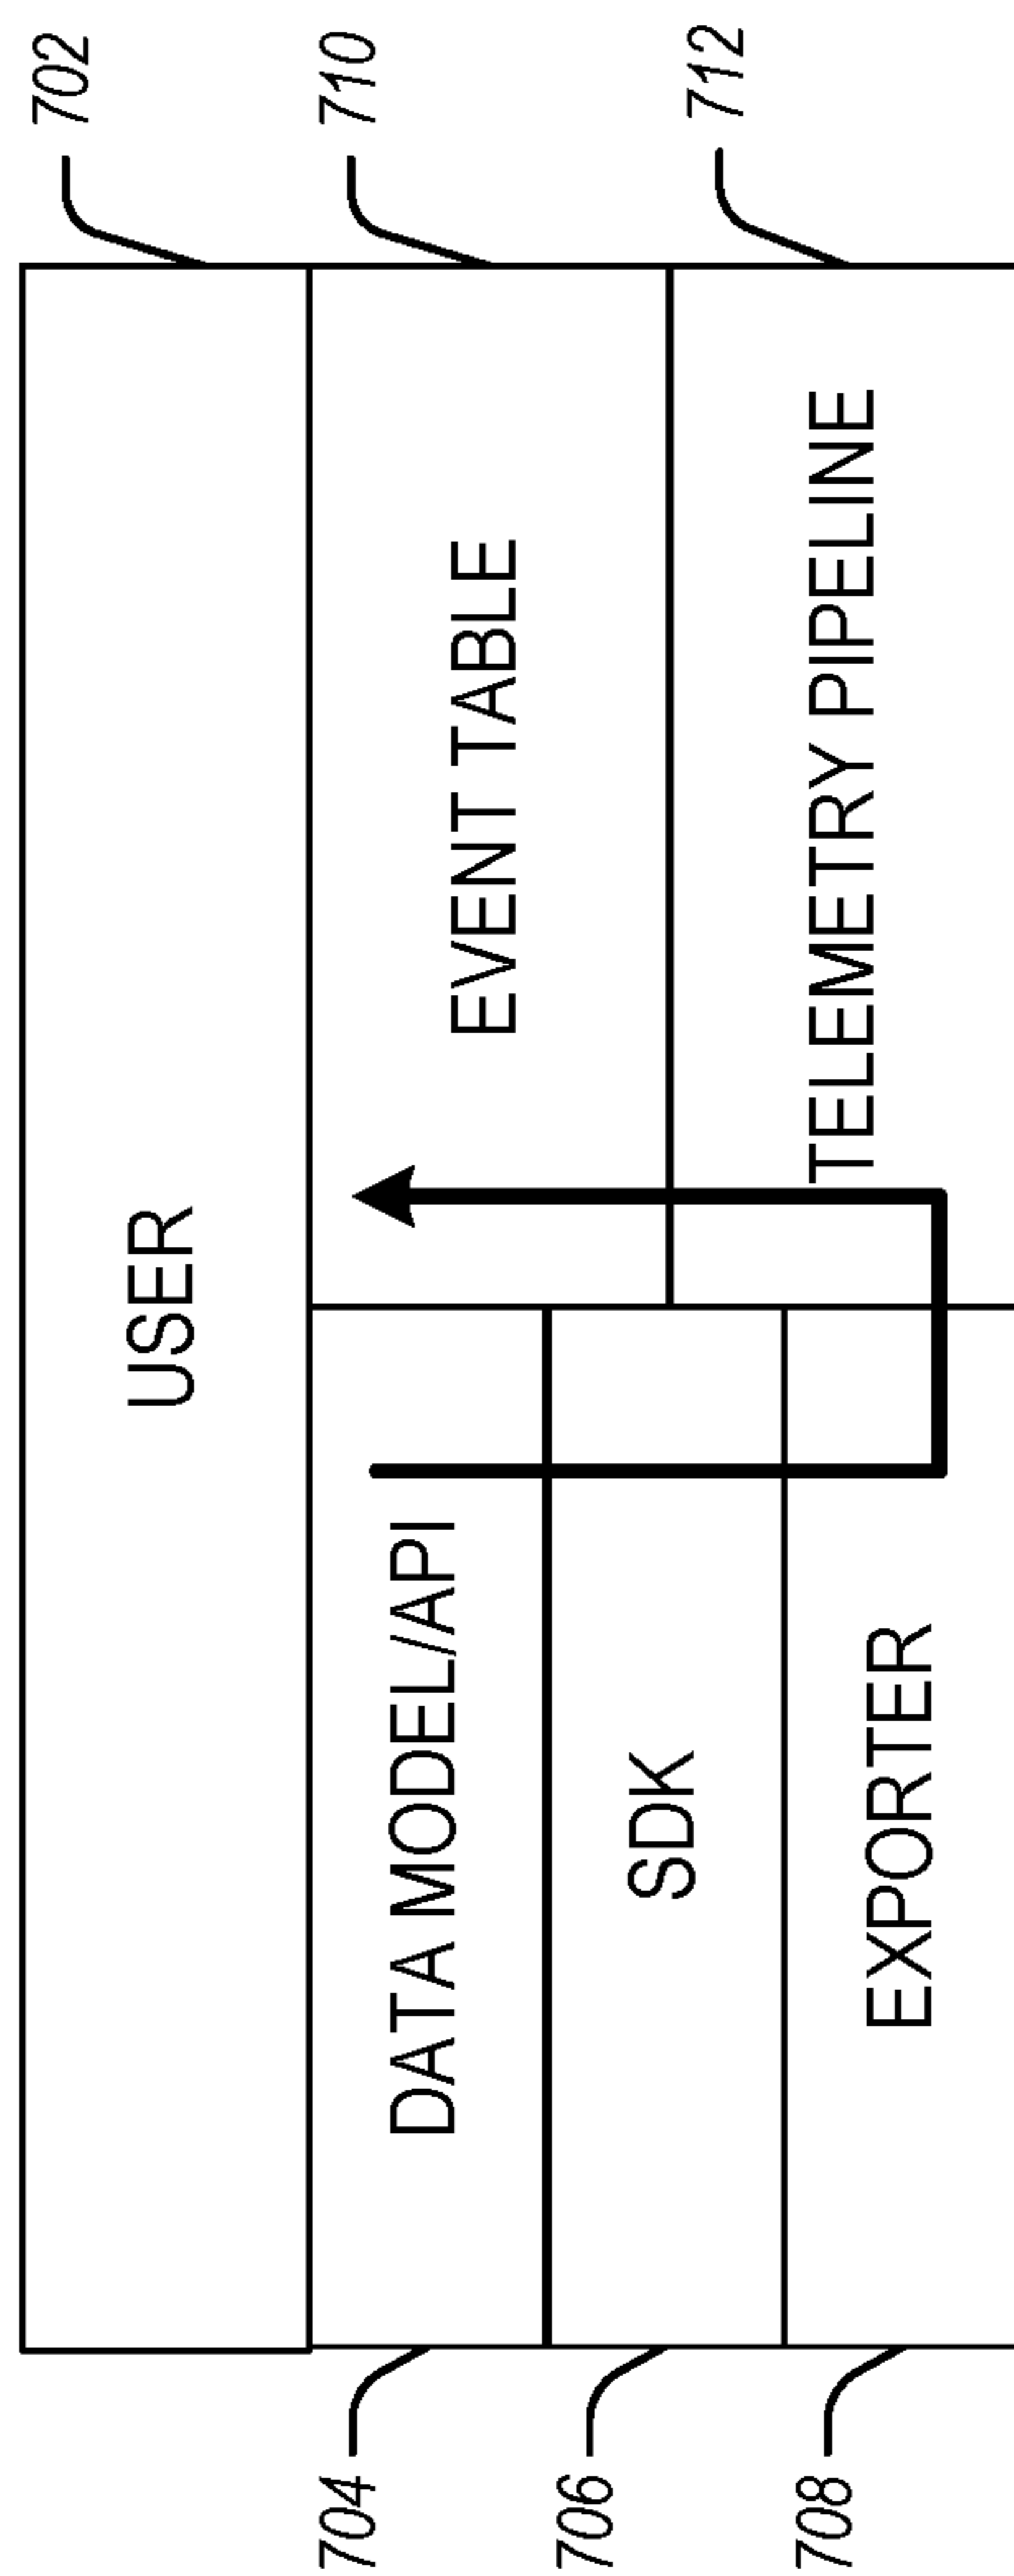 USER
702
DATA MODEL/API
704
SDK
706
EXPORTER
708
EVENT TABLE
710
TELEMETRY PIPELINE
712